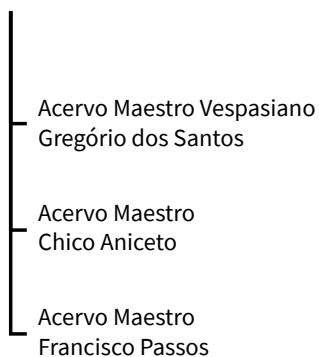 Acervo Maestro Vespasiano
Gregório dos Santos
Acervo Maestro
Chico Aniceto
Acervo Maestro
Francisco Passos